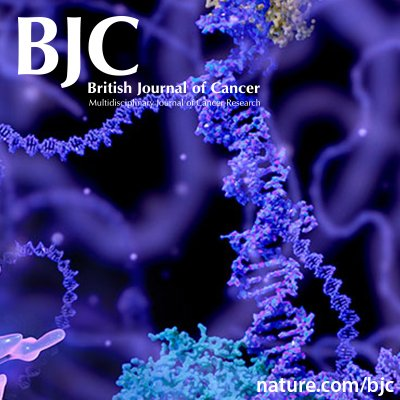 BJC
British Journal of Cancer
Multidisciplinary Journal of Cancer Research
nature.com/bjc